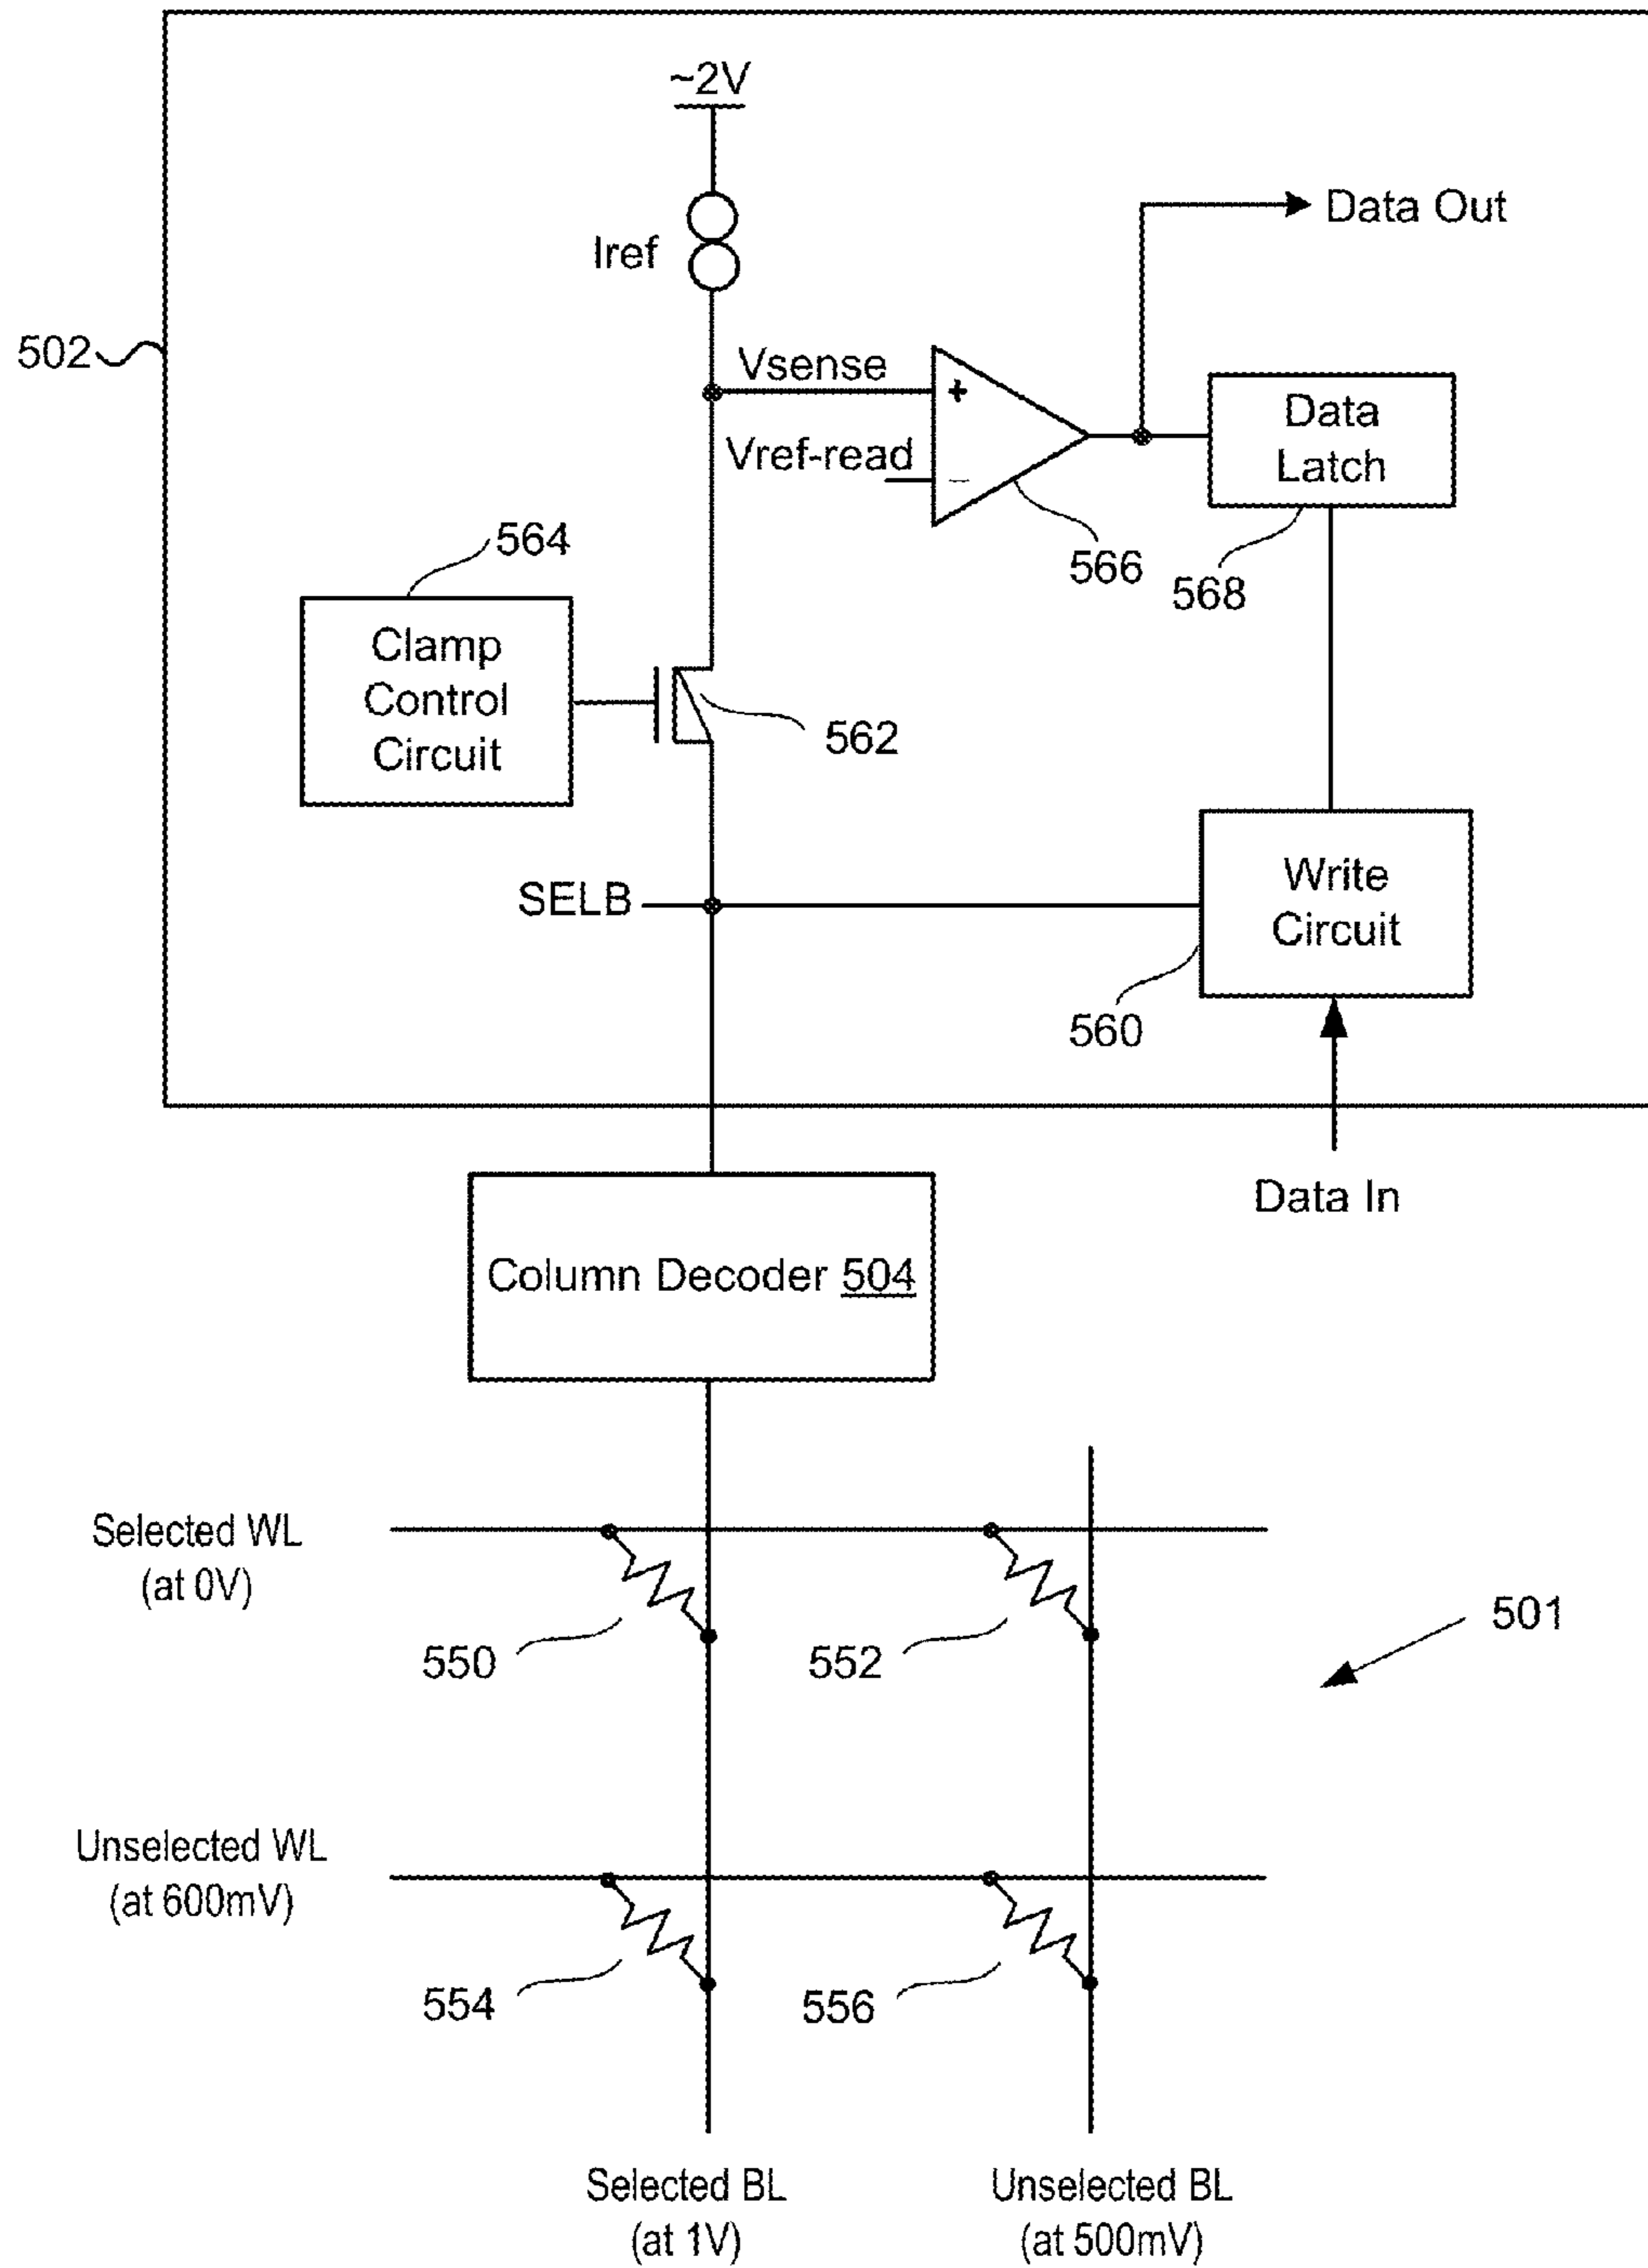 ~2V
Iref
Data Out
502
Vsense
+
Vref-read
–
Data
Latch
566
568
564
Clamp
Control
Circuit
562
SELB
Write
Circuit
560
Data In
Column Decoder 504
Selected WL
(at 0V)
550
552
501
Unselected WL
(at 600mV)
554
556
Selected BL
(at 1V)
Unselected BL
(at 500mV)